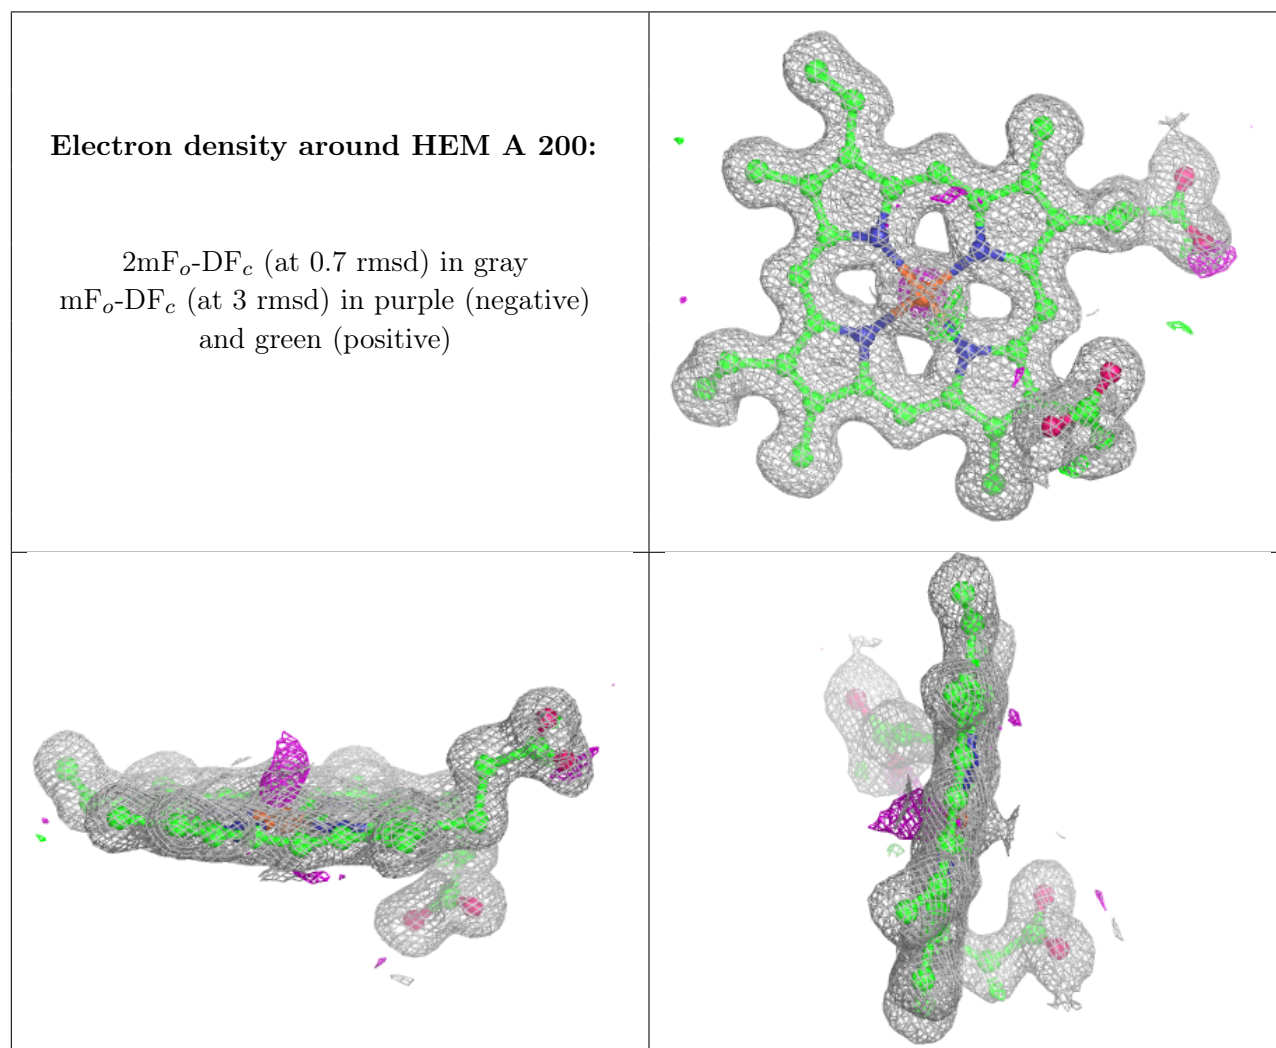 Electron density around HEM A 200:
2mF$_o$-DF$_c$ (at 0.7 rmsd) in gray
mF$_o$-DF$_c$ (at 3 rmsd) in purple (negative)
and green (positive)